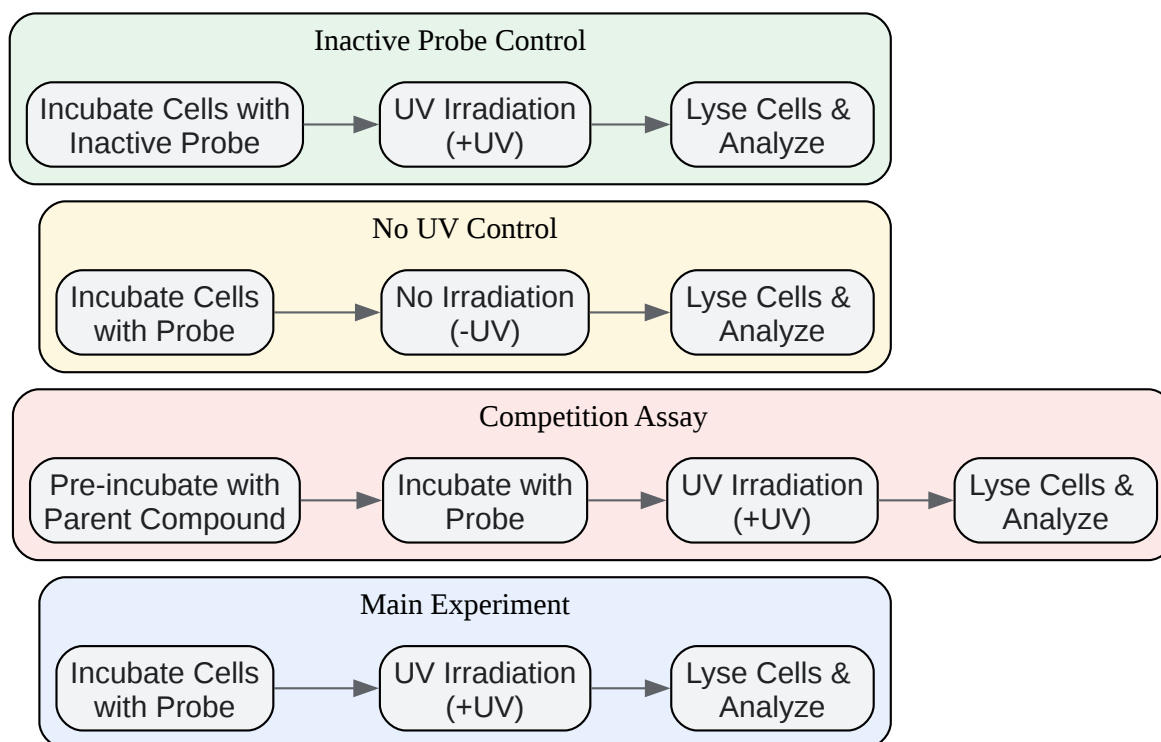 Inactive Probe Control
Incubate Cells with
Inactive Probe
UV Irradiation
(+UV)
Lyse Cells &
Analyze
No UV Control
Incubate Cells
with Probe
No Irradiation
(-UV)
Lyse Cells &
Analyze
Competition Assay
Pre-incubate with
Parent Compound
Incubate with
Probe
UV Irradiation
(+UV)
Lyse Cells &
Analyze
Main Experiment
Incubate Cells
with Probe
UV Irradiation
(+UV)
Lyse Cells &
Analyze